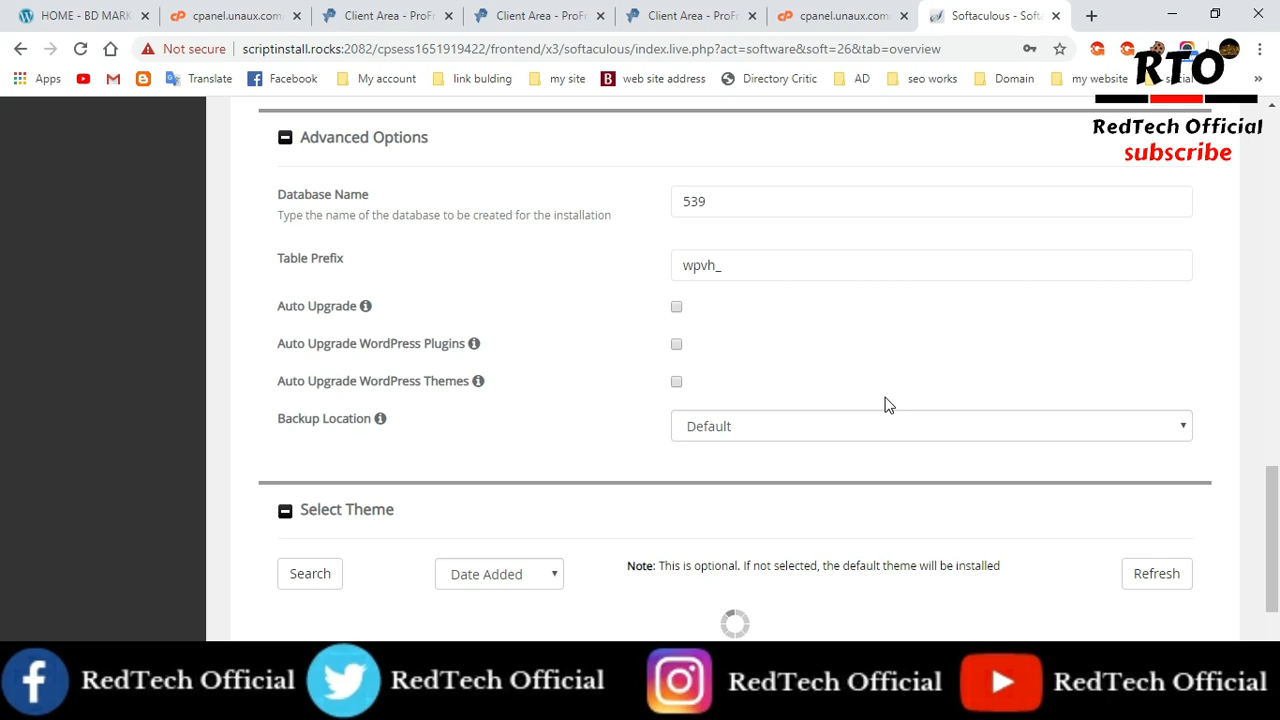 HOME - BD MARK
cpanel.unaux.com
Client Area - ProFr
Client Area - ProFr
Client Area - ProFr
cpanel.unaux.com
Softaculous - Soft
Not secure
scriptinstall.rocks:2082/cpsess1651919422/frontend/x3/softaculous/index.live.php?act=software&soft=26&tab=overview
Apps
Translate
Facebook
My account
link bulding
my site
web site address
Directory Critic
AD
seo works
Domain
my website
social
RTO
RedTech Official
subscribe
Advanced Options
Database Name
Type the name of the database to be created for the installation
539
Table Prefix
wpvh_
Auto Upgrade
Auto Upgrade WordPress Plugins
Auto Upgrade WordPress Themes
Backup Location
Default
Select Theme
Search
Date Added
Note: This is optional. If not selected, the default theme will be installed
Refresh
RedTech Official
RedTech Official
RedTech Official
RedTech Official